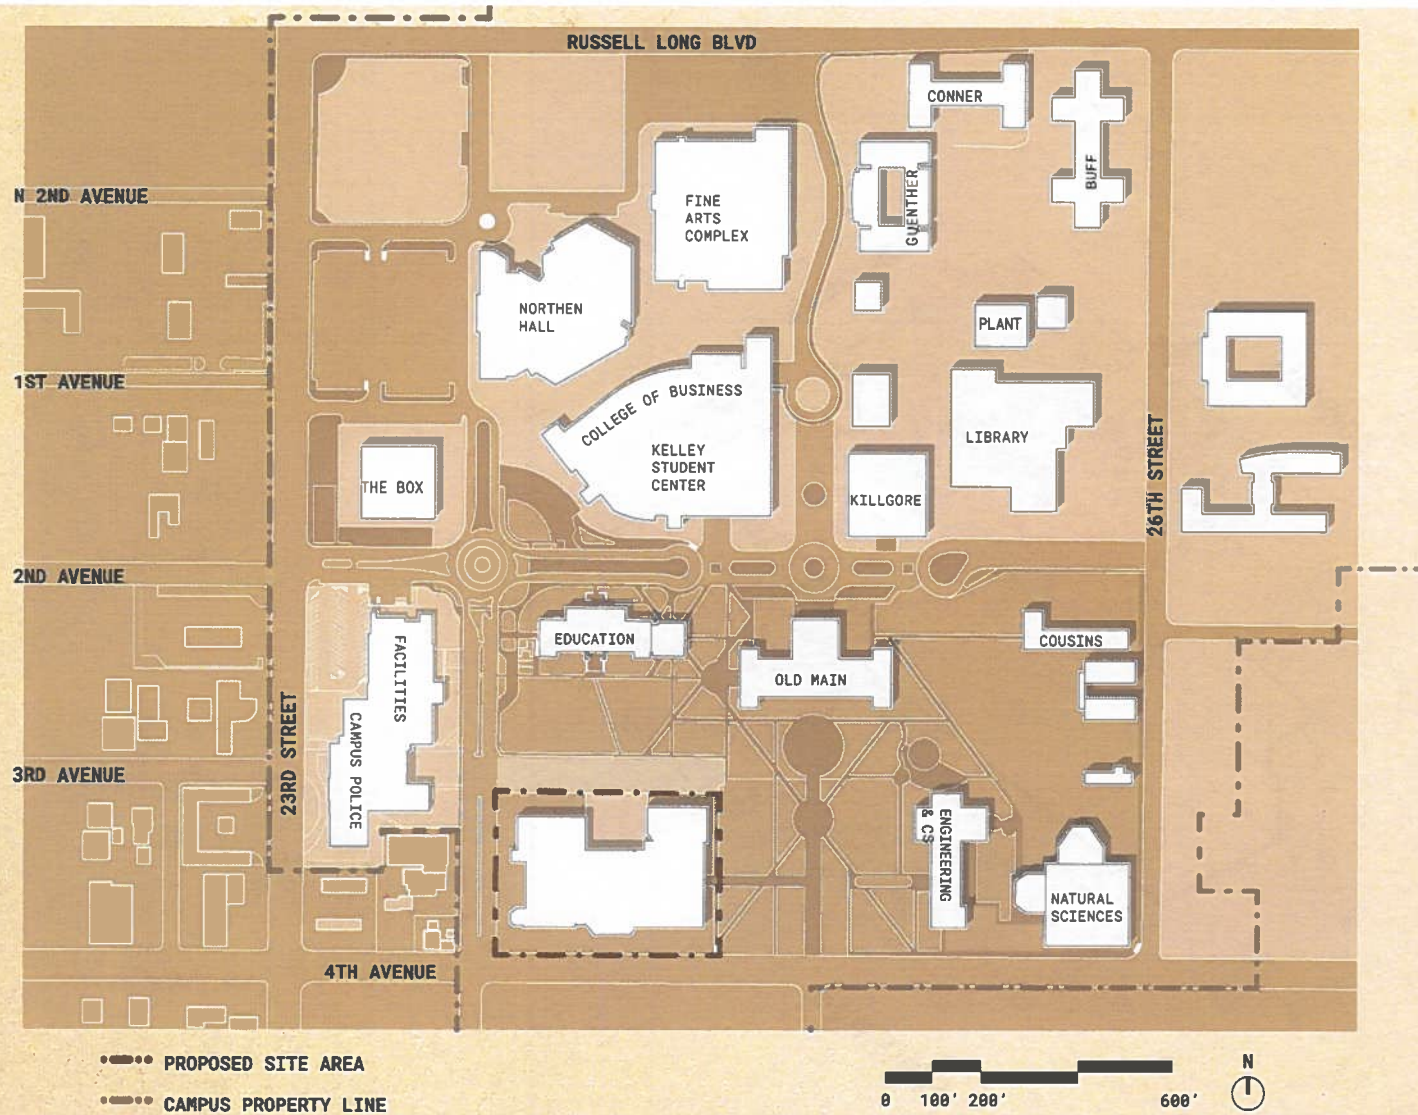 RUSSELL LONG BLVD
CONNER
BUFF
N 2ND AVENUE
FINE
ARTS
COMPLEX
GUENTHER
NORTHEN
HALL
PLANT
1ST AVENUE
COLLEGE OF BUSINESS
KELLEY
STUDENT
CENTER
LIBRARY
26TH STREET
THE BOX
KILLGORE
2ND AVENUE
EDUCATION
COUSINS
FACILITIES
OLD MAIN
CAMPUS POLICE
23RD STREET
3RD AVENUE
ENGINEERING
& CS
NATURAL
SCIENCES
4TH AVENUE
PROPOSED SITE AREA
CAMPUS PROPERTY LINE
0 100' 200' 600'
N